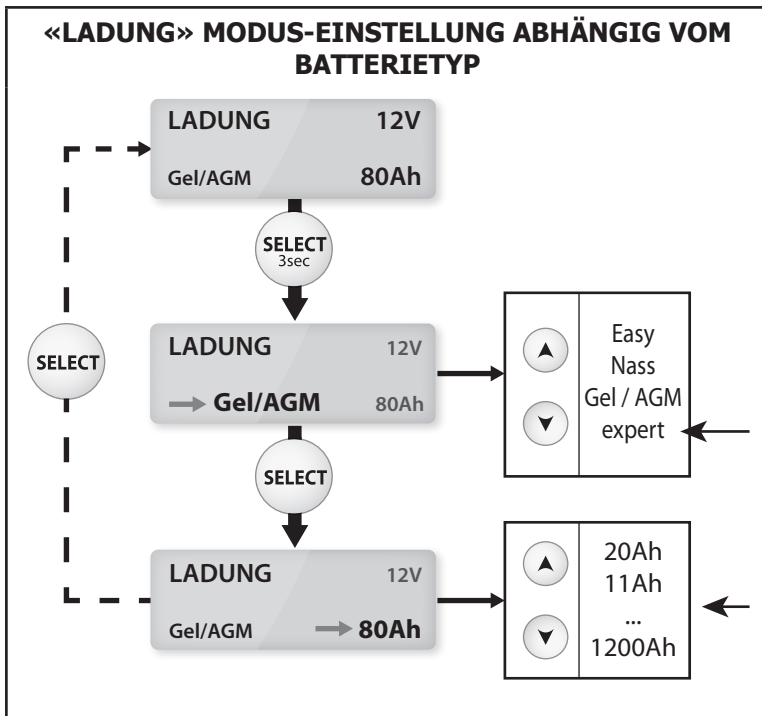 «LADUNG» MODUS-EINSTELLUNG ABHÄNGIG VOM
BATTERIETYP
LADUNG 12V
Gel/AGM 80Ah
SELECT
3sec
LADUNG 12V
Gel/AGM 80Ah
SELECT
Easy
Nass
Gel / AGM
expert
SELECT
LADUNG 12V
Gel/AGM 80Ah
20Ah
11Ah
...
1200Ah